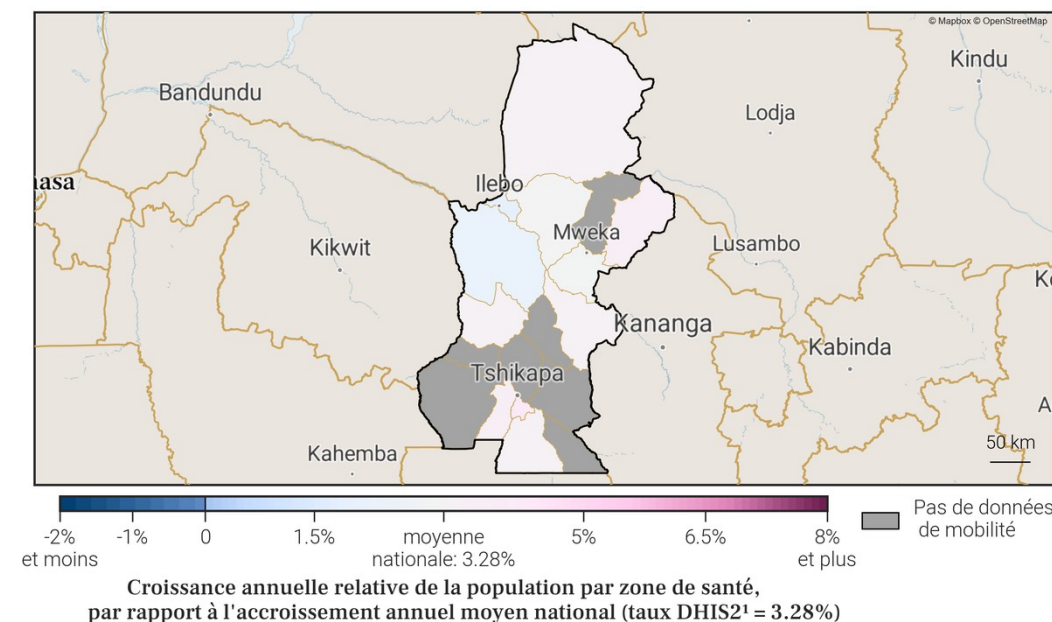 © Mapbox © OpenStreetMap
Kindu
Bandundu
Lodja
ıasa
Ilebo
Mweka
Kikwit
Lusambo
Kananga
Kabinda
Tshikapa
Kahemba
50 km
-2% et moins
-1%
0
1.5%
moyenne nationale: 3.28%
5%
6.5%
8% et plus
Pas de données
de mobilité
Croissance annuelle relative de la population par zone de santé,
par rapport à l'accroissement annuel moyen national (taux DHIS2¹ = 3.28%)